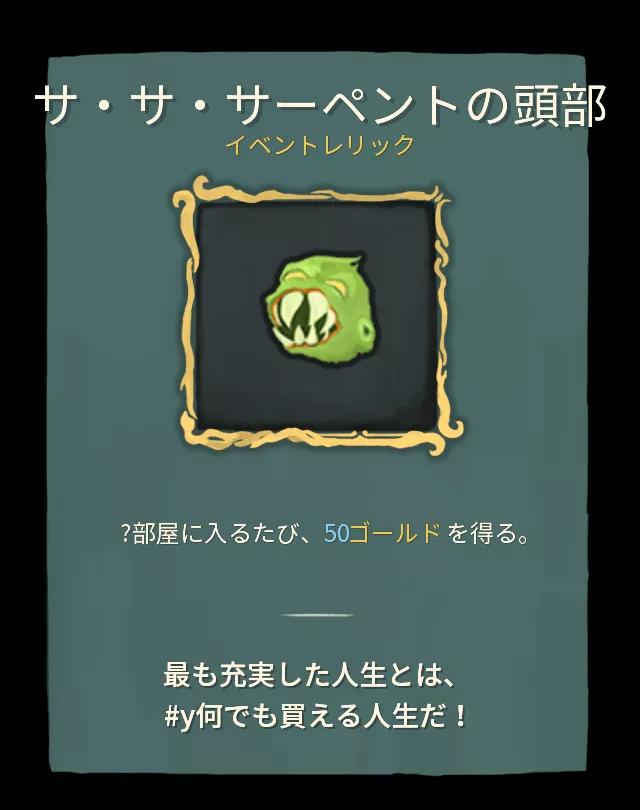 サ・サ・サーペントの頭部
イベントレリック
?部屋に入るたび、50ゴールド を得る。
最も充実した人生とは、
#y何でも買える人生だ！